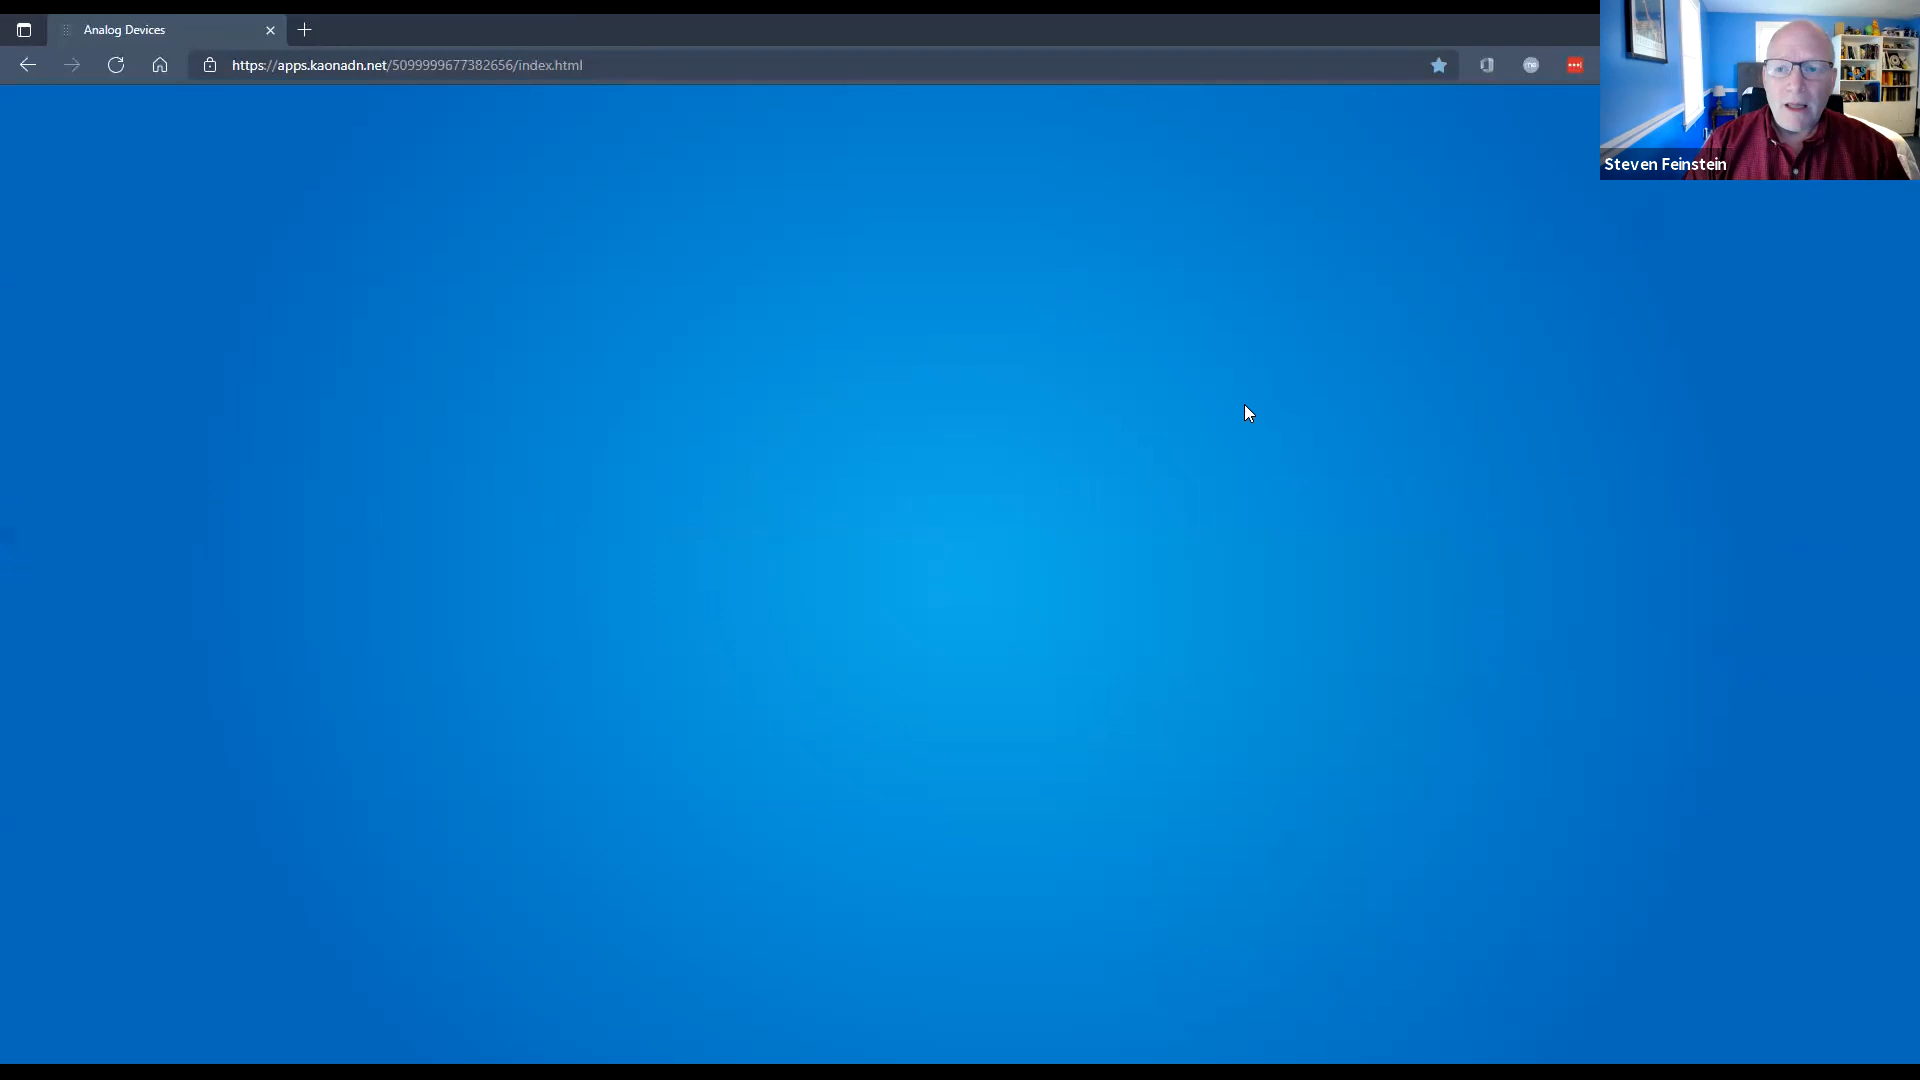 Analog Devices
https://apps.kaonadn.net/5099999677382656/index.html
Steven Feinstein